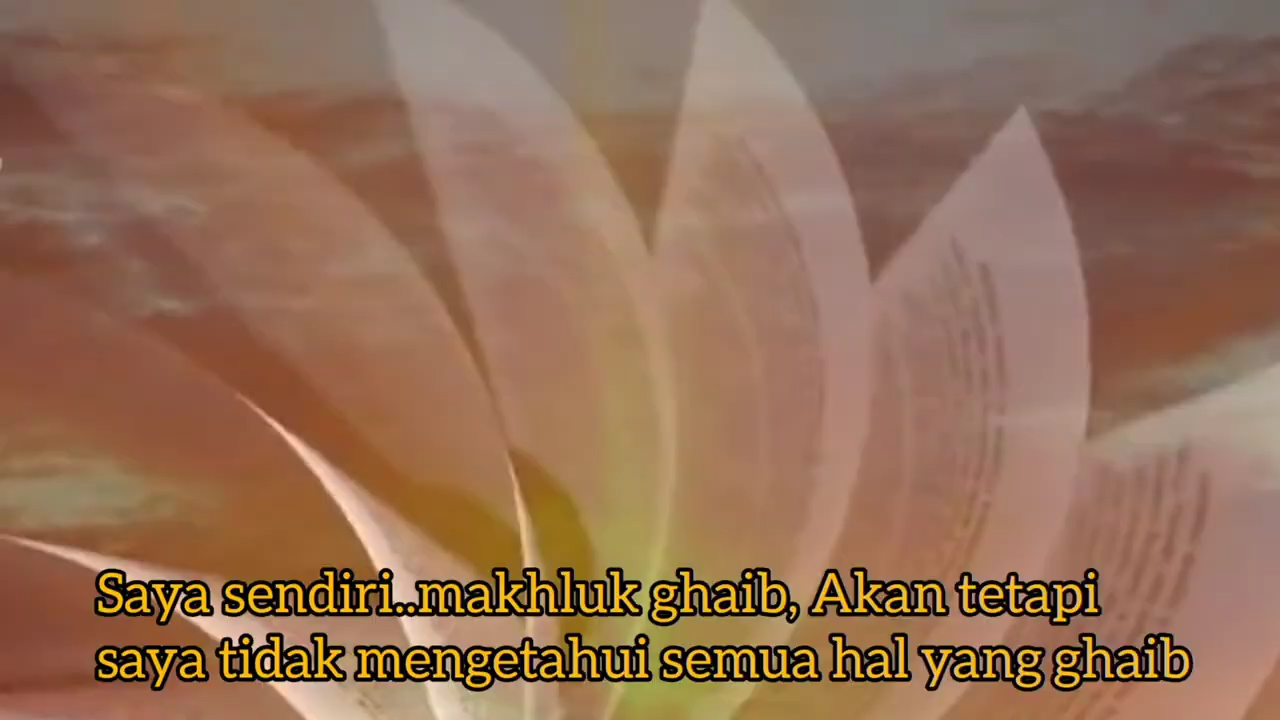 Saya sendiri..makhluk ghaib, Akan tetapi
saya tidak mengetahui semua hal yang ghaib